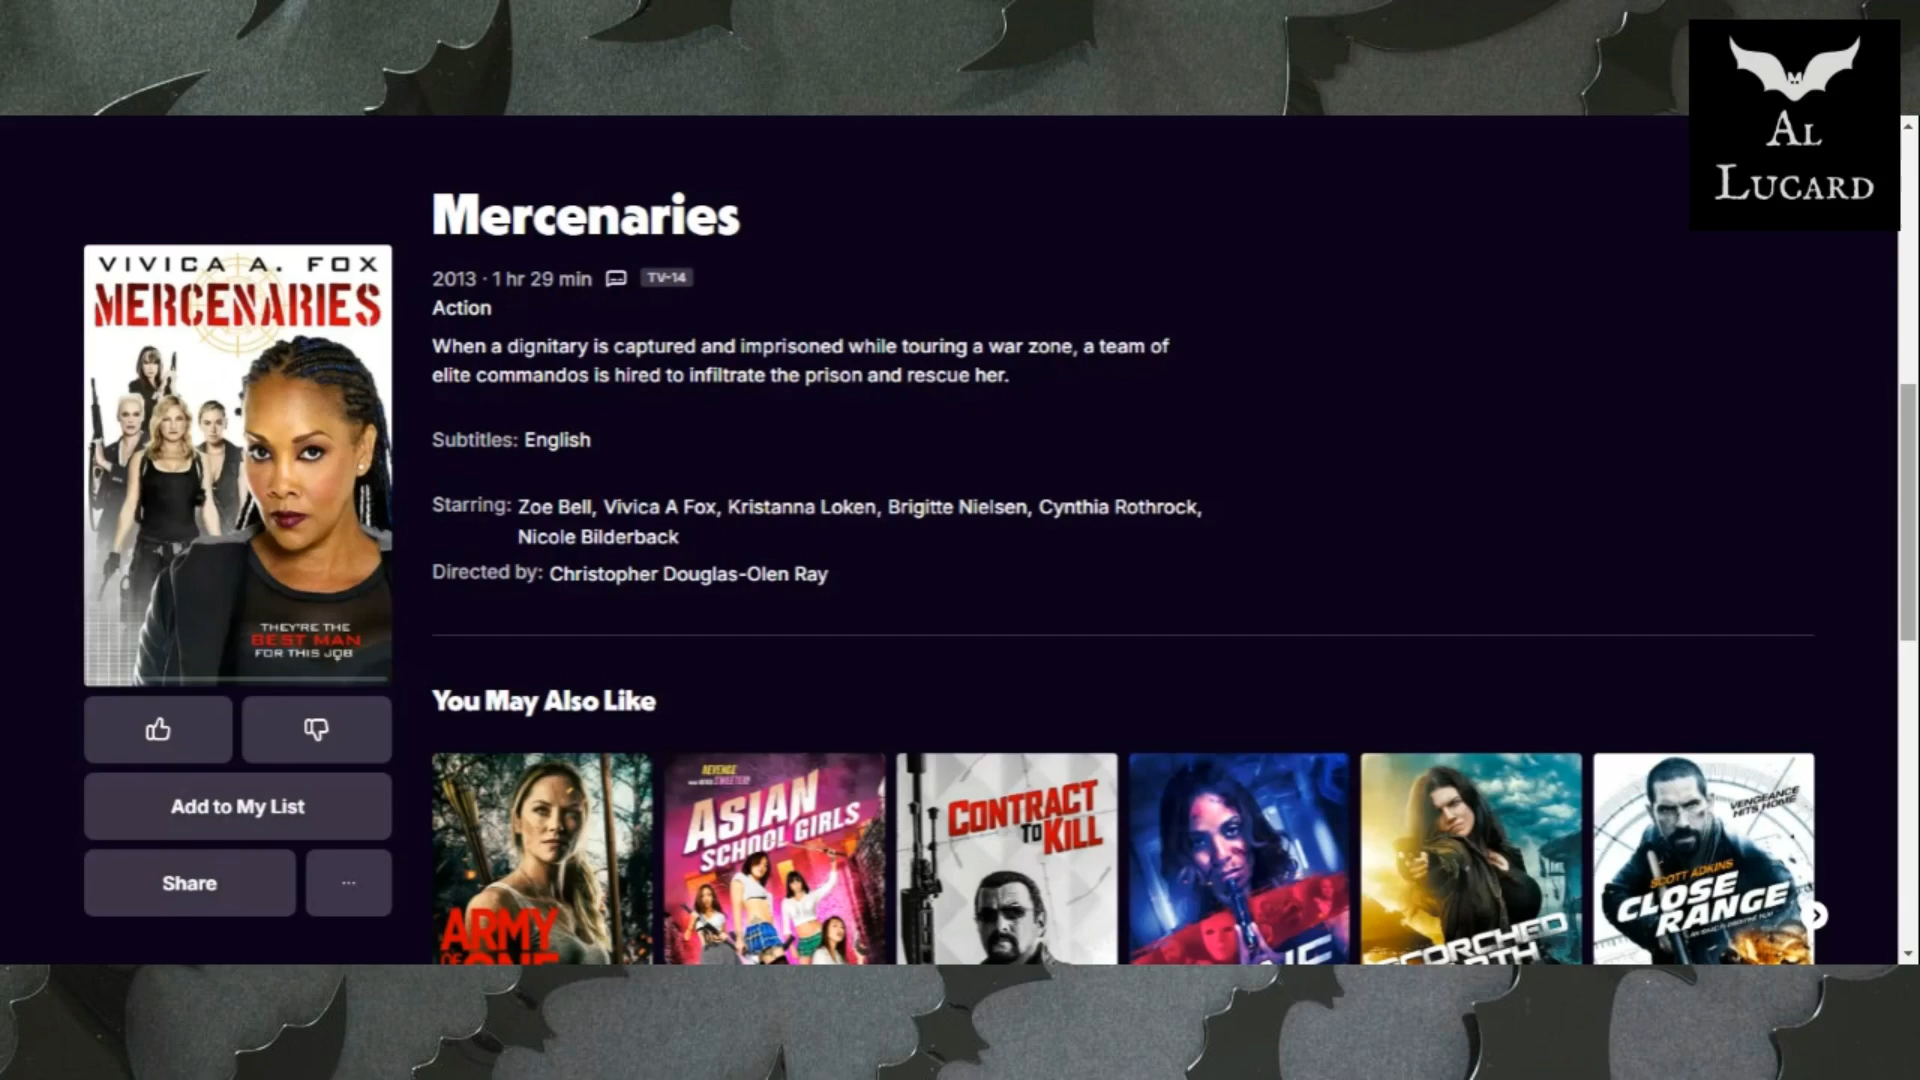 AL
LUCARD
Mercenaries
2013 · 1 hr 29 min TV-14
Action
When a dignitary is captured and imprisoned while touring a war zone, a team of
elite commandos is hired to infiltrate the prison and rescue her.
Subtitles: English
Starring: Zoe Bell, Vivica A Fox, Kristanna Loken, Brigitte Nielsen, Cynthia Rothrock,
Nicole Bilderback
Directed by: Christopher Douglas-Olen Ray
VIVICA A. FOX
MERCENARIES
THEY'RE THE
BEST MAN
FOR THIS JOB
Add to My List
Share
...
You May Also Like
ARMY
OF
ONE
REVENGE
ASIAN
SCHOOL GIRLS
CONTRACT
TO KILL
SCORCHED
VENGEANCE
HITS HOME
SCOTT ADKINS
CLOSE
RANGE